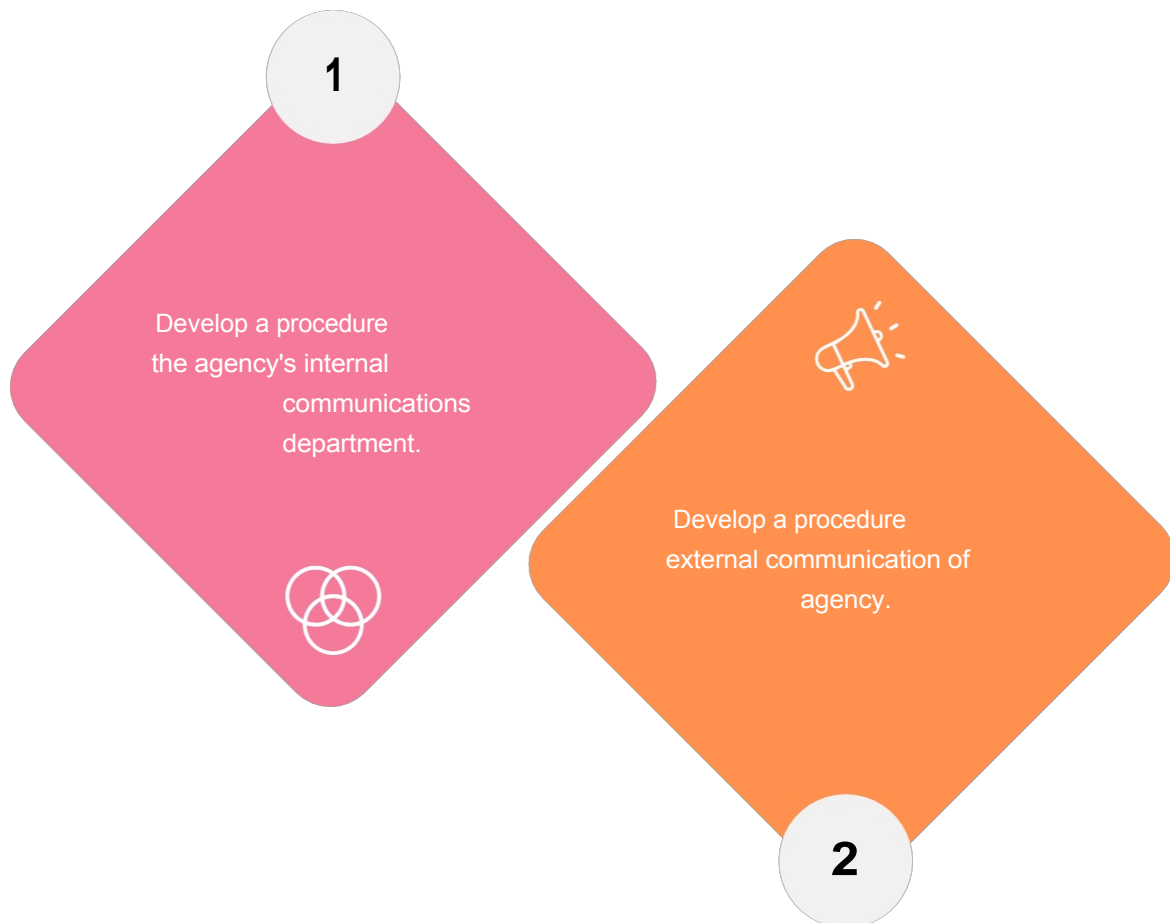 1
Develop a procedure
the agency's internal
communications
department.
Develop a procedure
external communication of
agency.
2